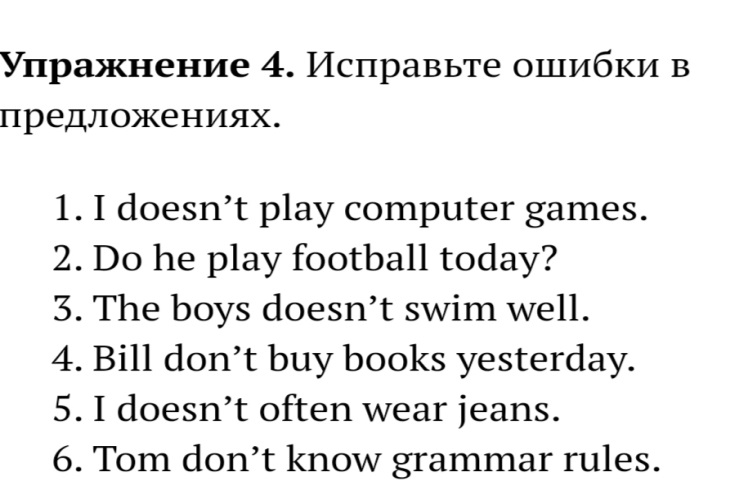 Упражнение 4. Исправьте ошибки в
предложениях.
1. I doesn’t play computer games.
2. Do he play football today?
3. The boys doesn’t swim well.
4. Bill don’t buy books yesterday.
5. I doesn’t often wear jeans.
6. Tom don’t know grammar rules.